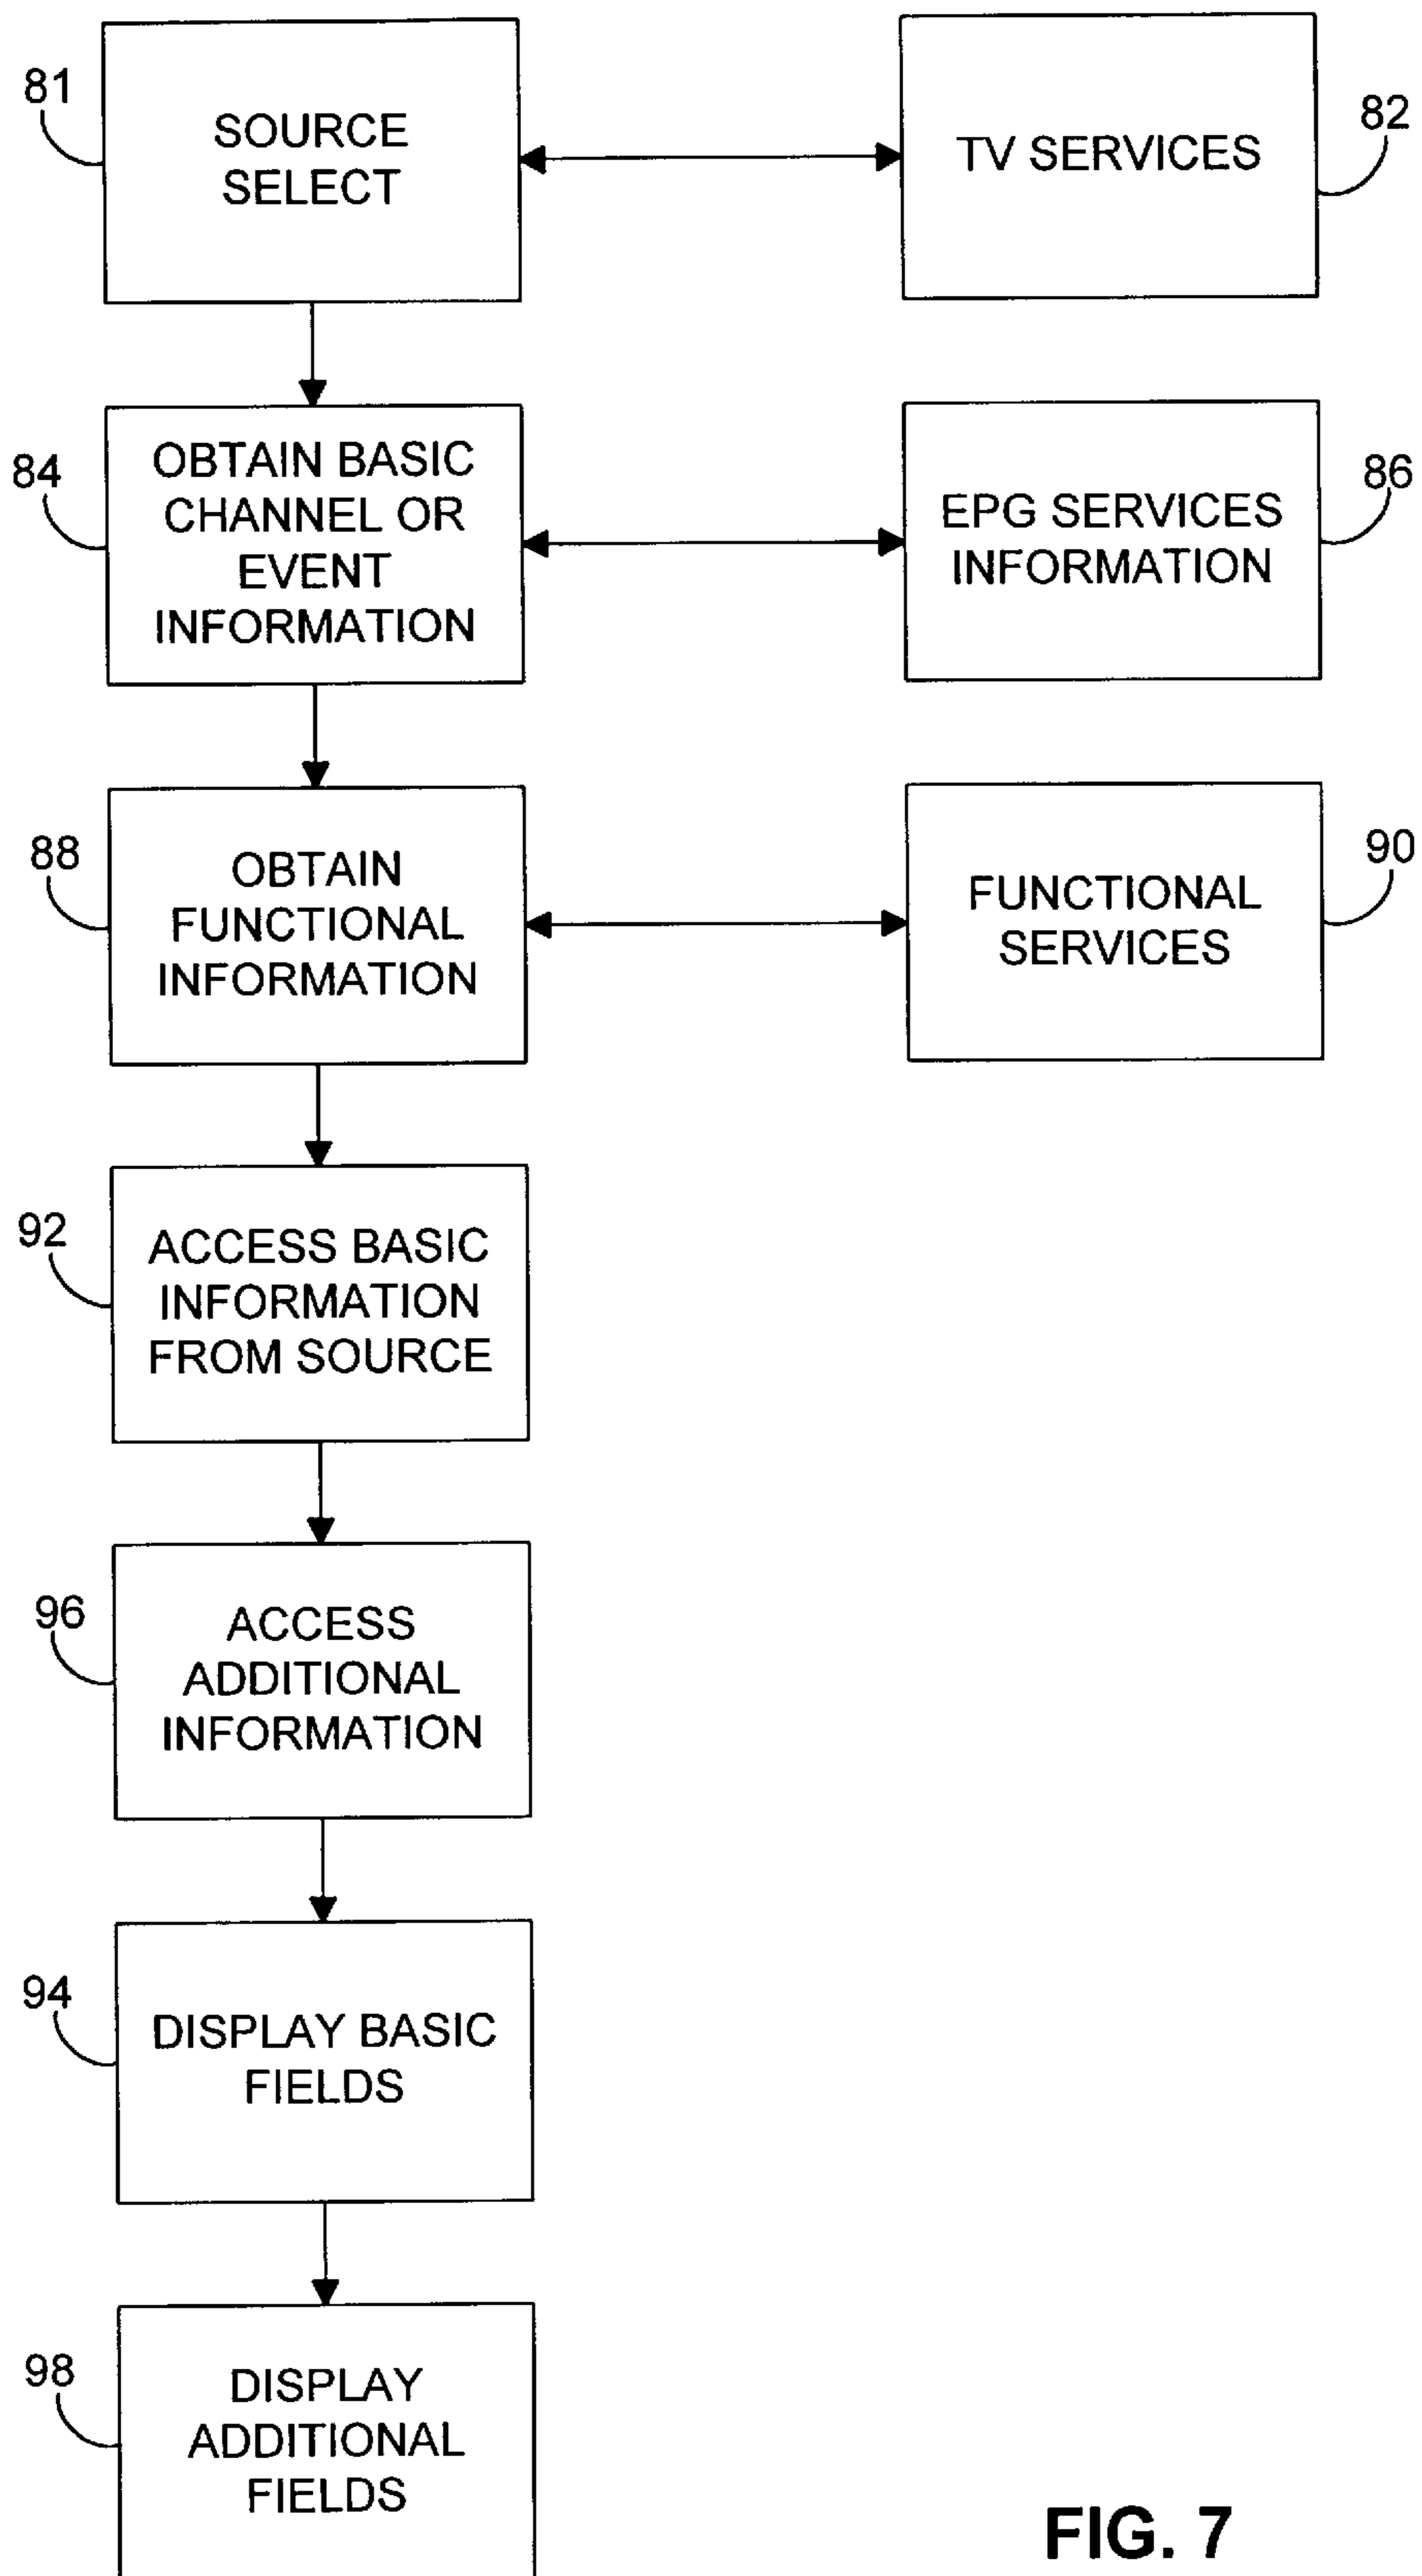 81
SOURCE
SELECT
TV SERVICES
82
84
OBTAIN BASIC
CHANNEL OR
EVENT
INFORMATION
EPG SERVICES
INFORMATION
86
88
OBTAIN
FUNCTIONAL
INFORMATION
FUNCTIONAL
SERVICES
90
92
ACCESS BASIC
INFORMATION
FROM SOURCE
96
ACCESS
ADDITIONAL
INFORMATION
94
DISPLAY BASIC
FIELDS
98
DISPLAY
ADDITIONAL
FIELDS
FIG. 7